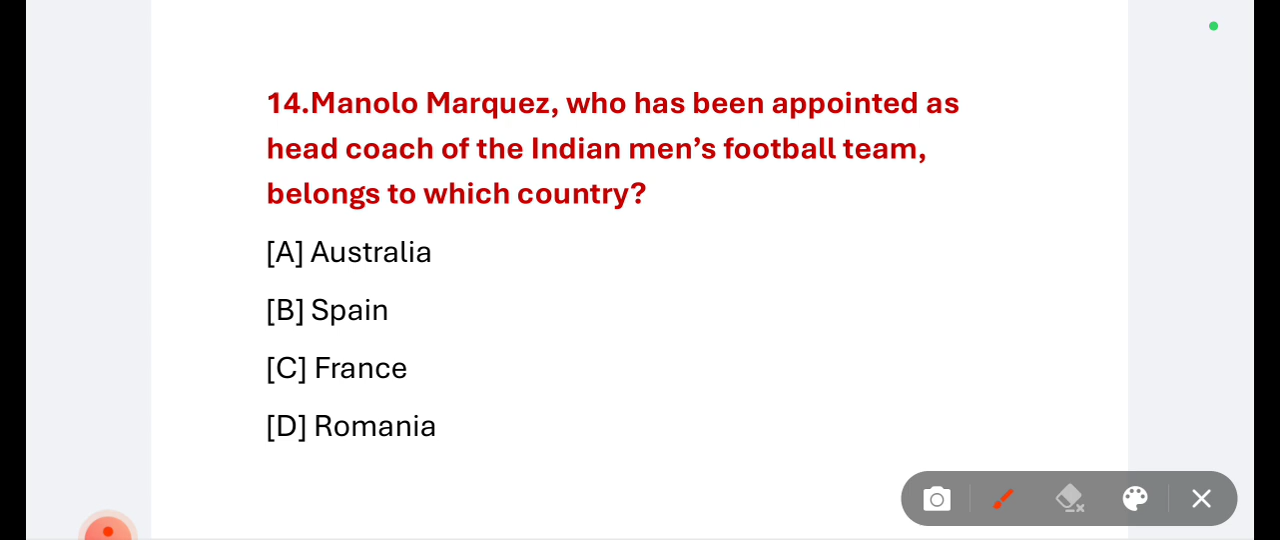 14.Manolo Marquez, who has been appointed as
head coach of the Indian men’s football team,
belongs to which country?
[A] Australia
[B] Spain
[C] France
[D] Romania